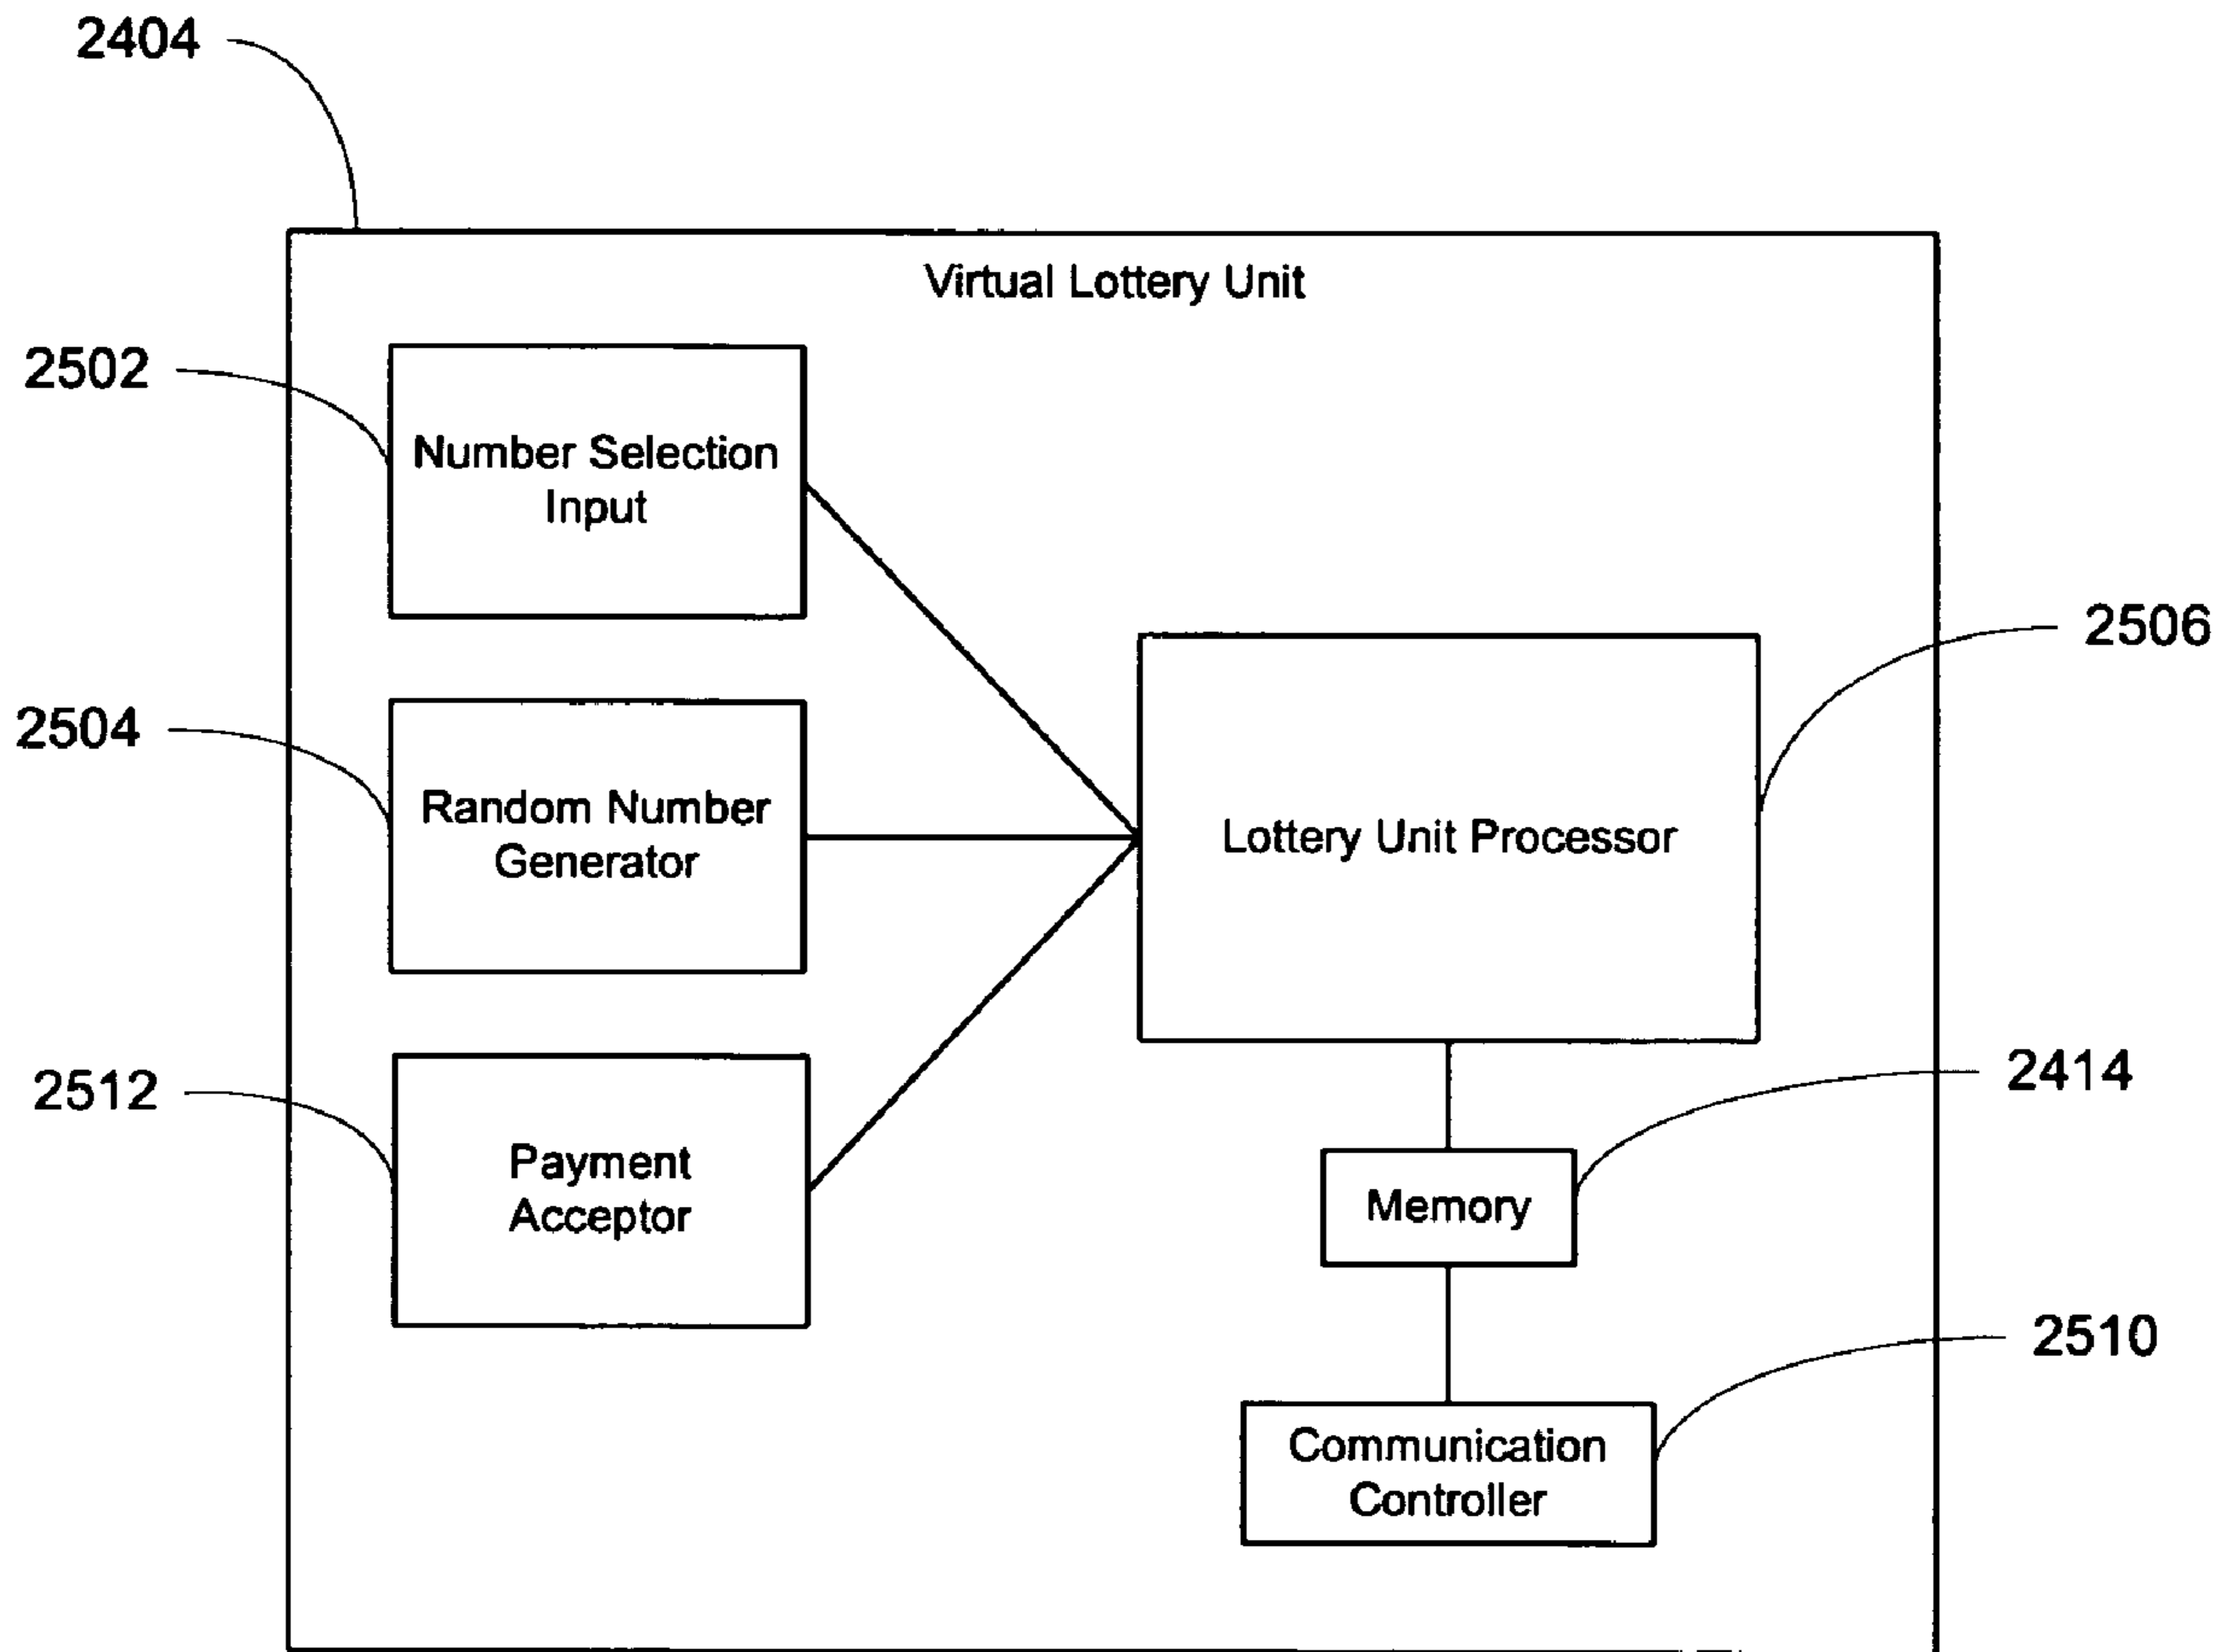 2404
Virtual Lottery Unit
2502
Number Selection
Input
2506
2504
Random Number
Generator
Lottery Unit Processor
2512
Payment
Acceptor
2414
Memory
2510
Communication
Controller